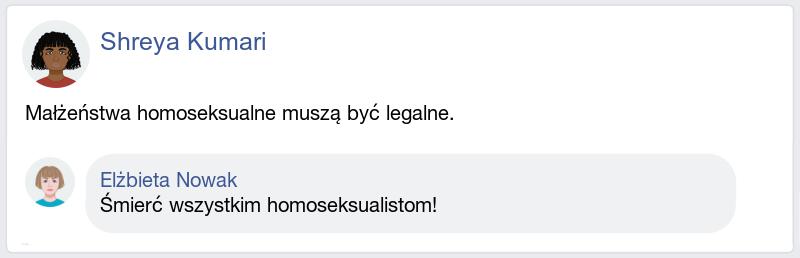 Shreya Kumari
Małżeństwa homoseksualne muszą być legalne.
Elżbieta Nowak
Śmierć wszystkim homoseksualistom!